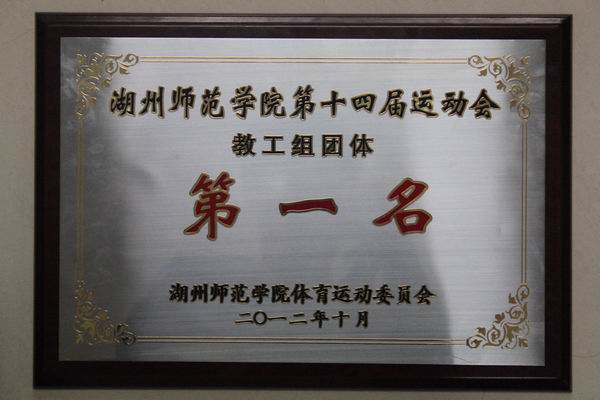 湖州师范学院第十四届运动会
教工组团体
第一名
湖州师范学院体育运动委员会
二〇一二年十月